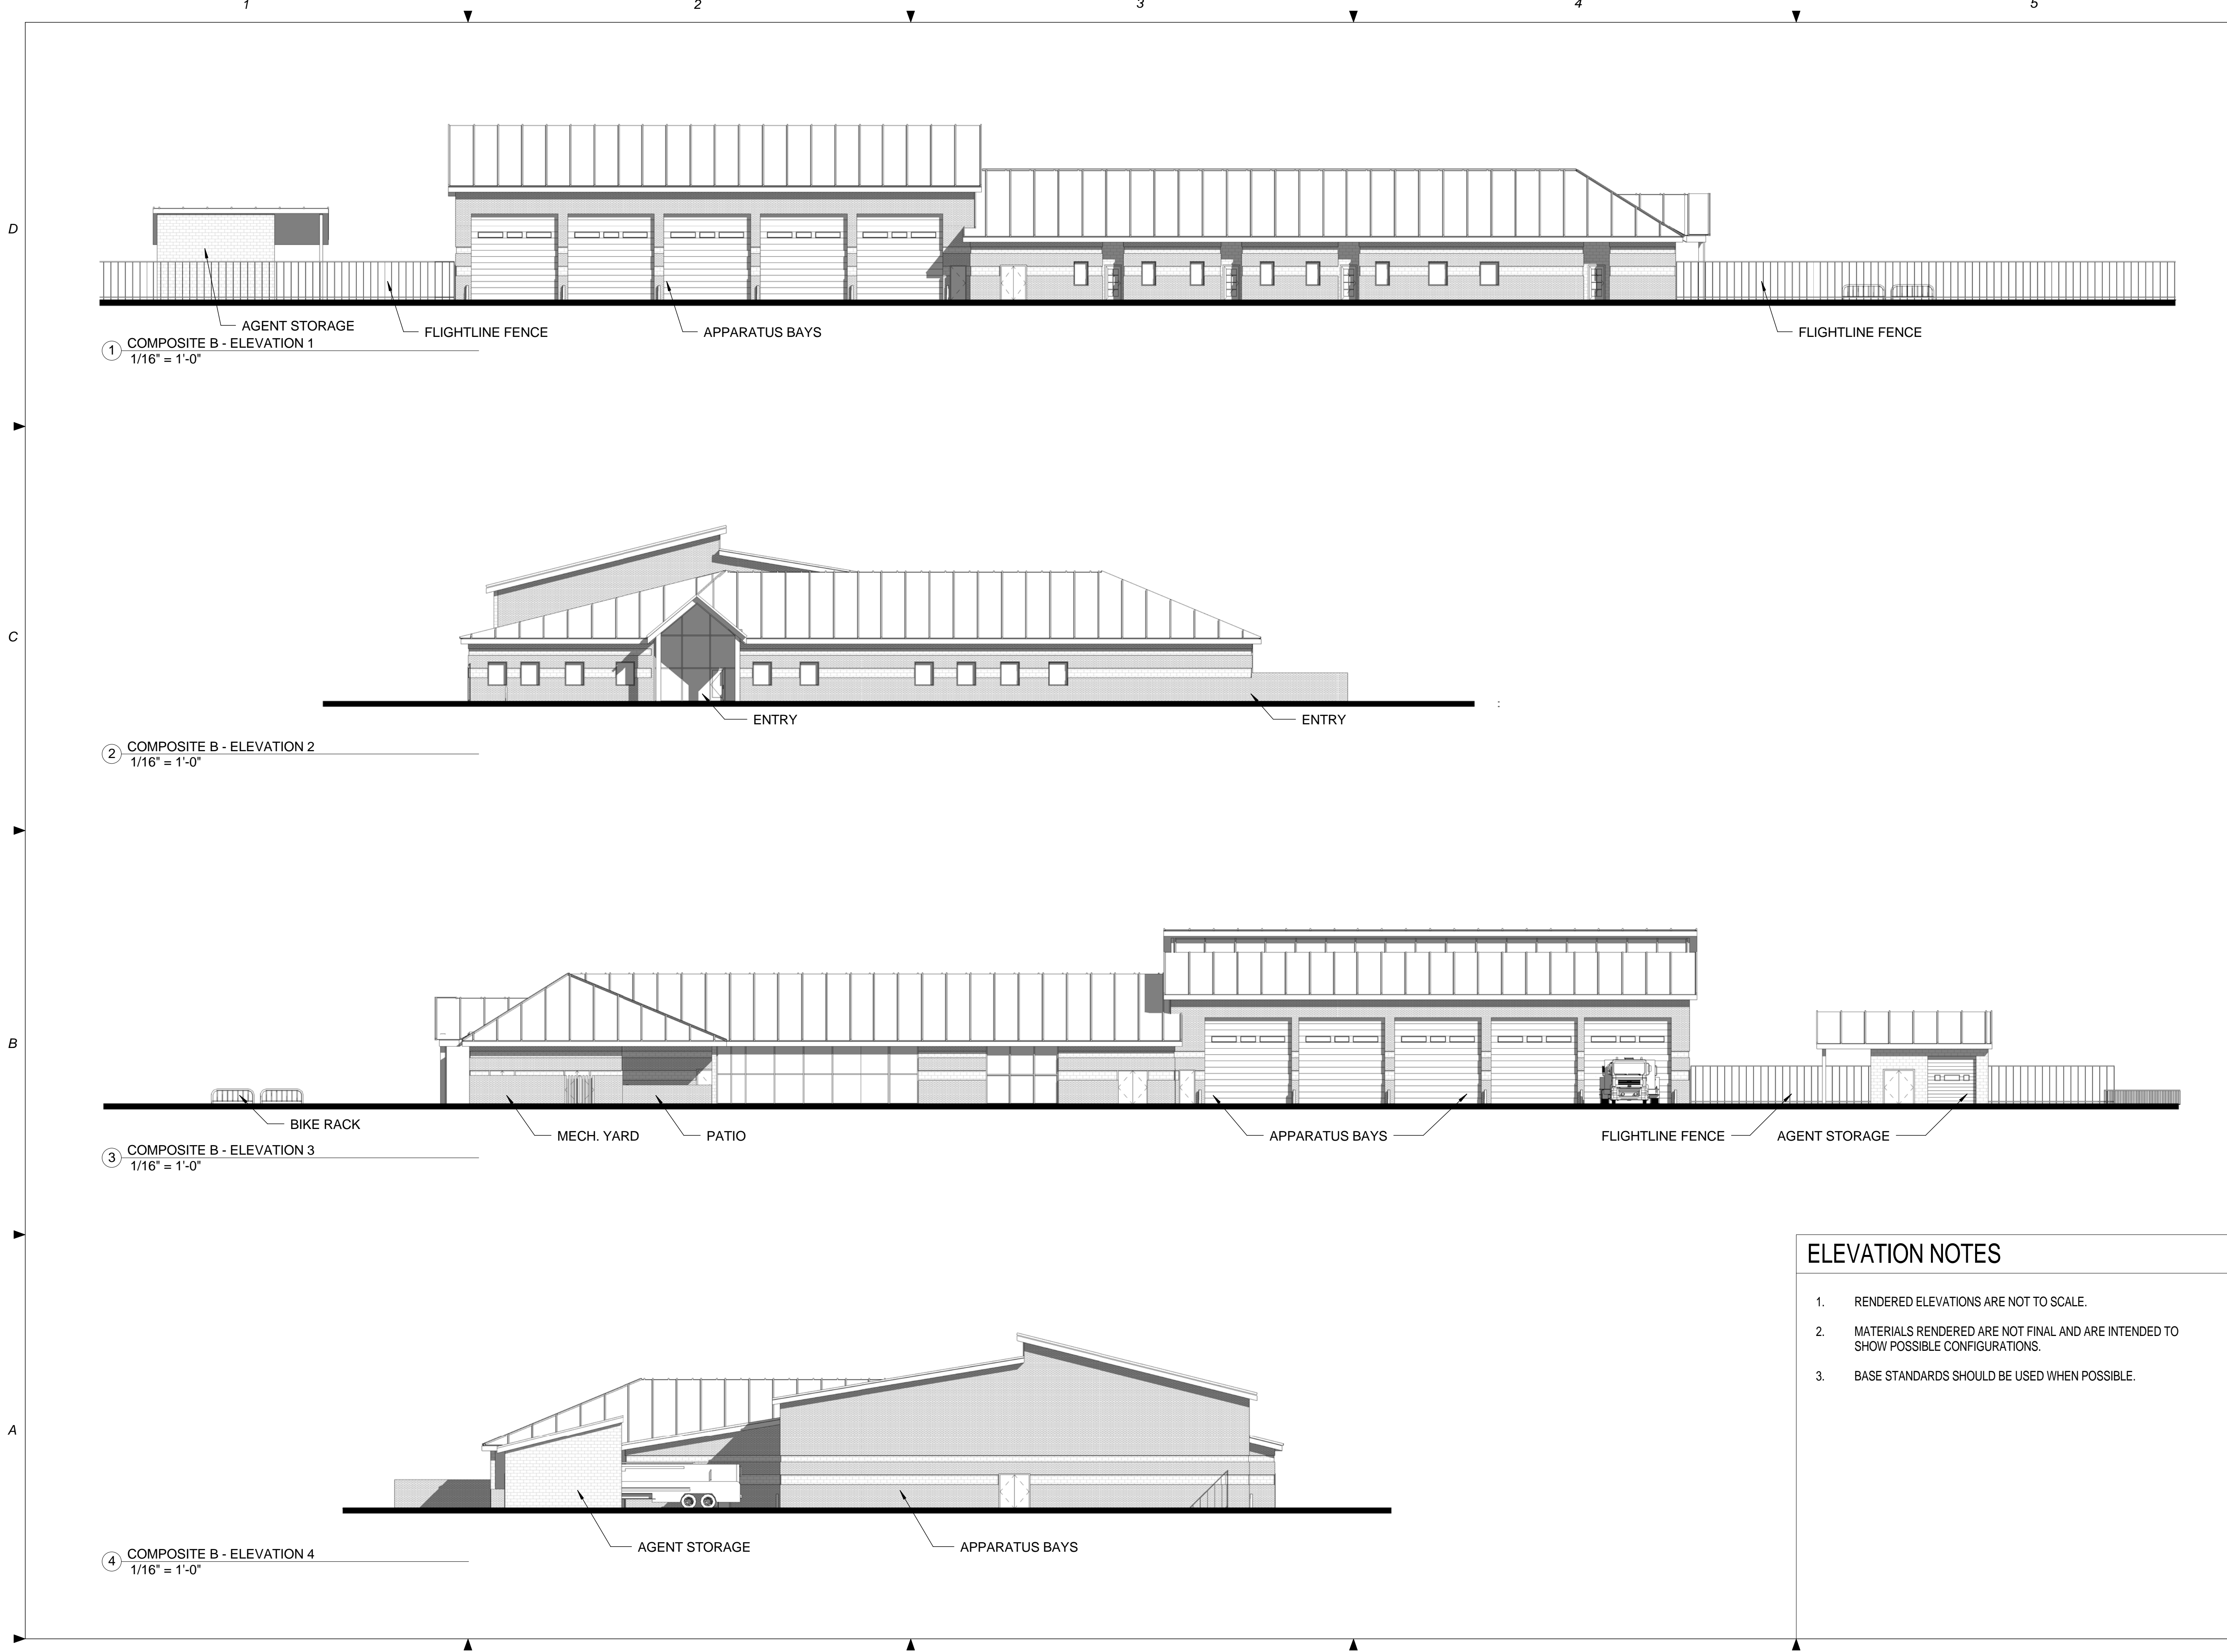 1 2 3 4 5
D
AGENT STORAGE
FLIGHTLINE FENCE
APPARATUS BAYS
FLIGHTLINE FENCE
1 COMPOSITE B - ELEVATION 1
1/16" = 1'-0"
C
ENTRY
ENTRY
:
2 COMPOSITE B - ELEVATION 2
1/16" = 1'-0"
B
BIKE RACK
MECH. YARD
PATIO
APPARATUS BAYS
FLIGHTLINE FENCE
AGENT STORAGE
3 COMPOSITE B - ELEVATION 3
1/16" = 1'-0"
A
AGENT STORAGE
APPARATUS BAYS
4 COMPOSITE B - ELEVATION 4
1/16" = 1'-0"
ELEVATION NOTES
1. RENDERED ELEVATIONS ARE NOT TO SCALE.
2. MATERIALS RENDERED ARE NOT FINAL AND ARE INTENDED TO
SHOW POSSIBLE CONFIGURATIONS.
3. BASE STANDARDS SHOULD BE USED WHEN POSSIBLE.